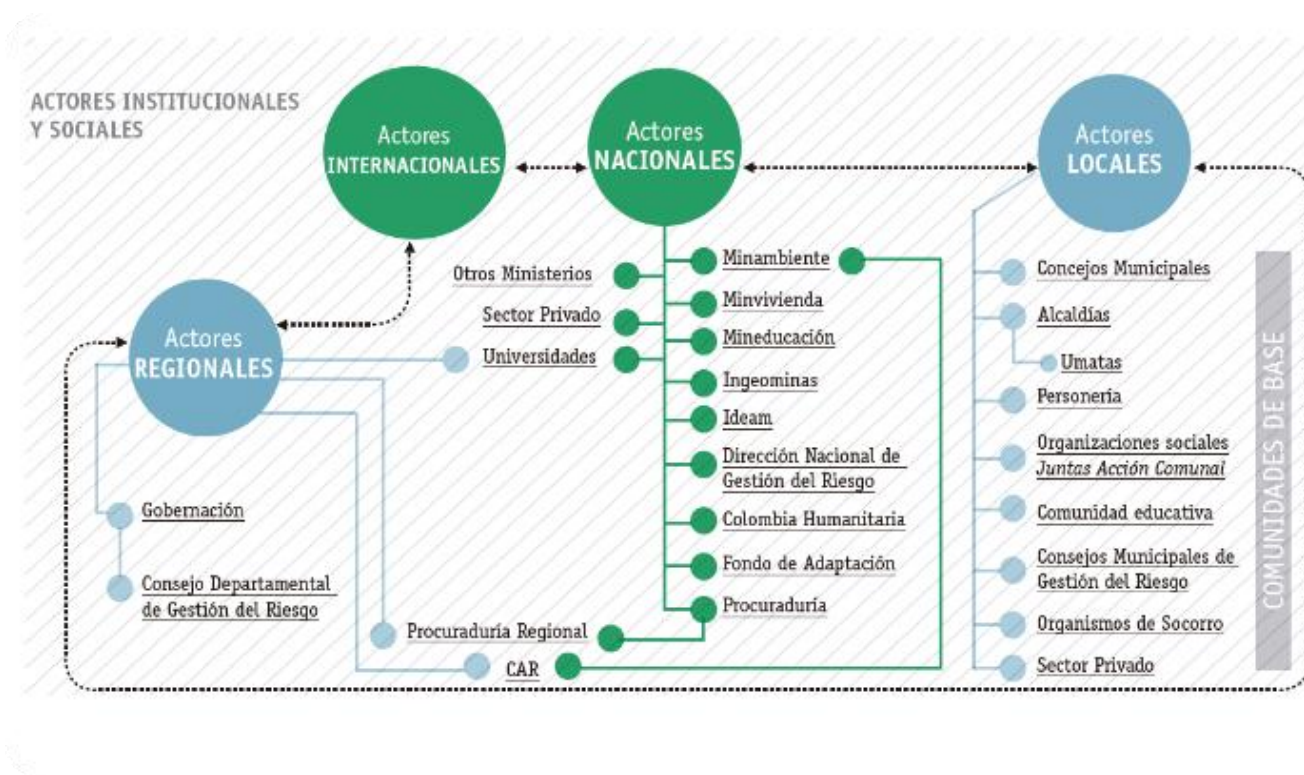 ACTORES INSTITUCIONALES
Y SOCIALES
Actores
INTERNACIONALES
Actores
NACIONALES
Actores
LOCALES
Actores
REGIONALES
Otros Ministerios
Sector Privado
Universidades
Minambiente
Minvivienda
Mineducación
Ingeominas
Ideam
Dirección Nacional de
Gestión del Riesgo
Colombia Humanitaria
Fondo de Adaptación
Procuraduría
Concejos Municipales
Alcaldías
Umatas
Personería
Organizaciones sociales
Juntas Acción Comunal
Comunidad educativa
Consejos Municipales de
Gestión del Riesgo
Organismos de Socorro
Sector Privado
COMUNIDADES DE BASE
Gobernación
Consejo Departamental
de Gestión del Riesgo
Procuraduría Regional
CAR